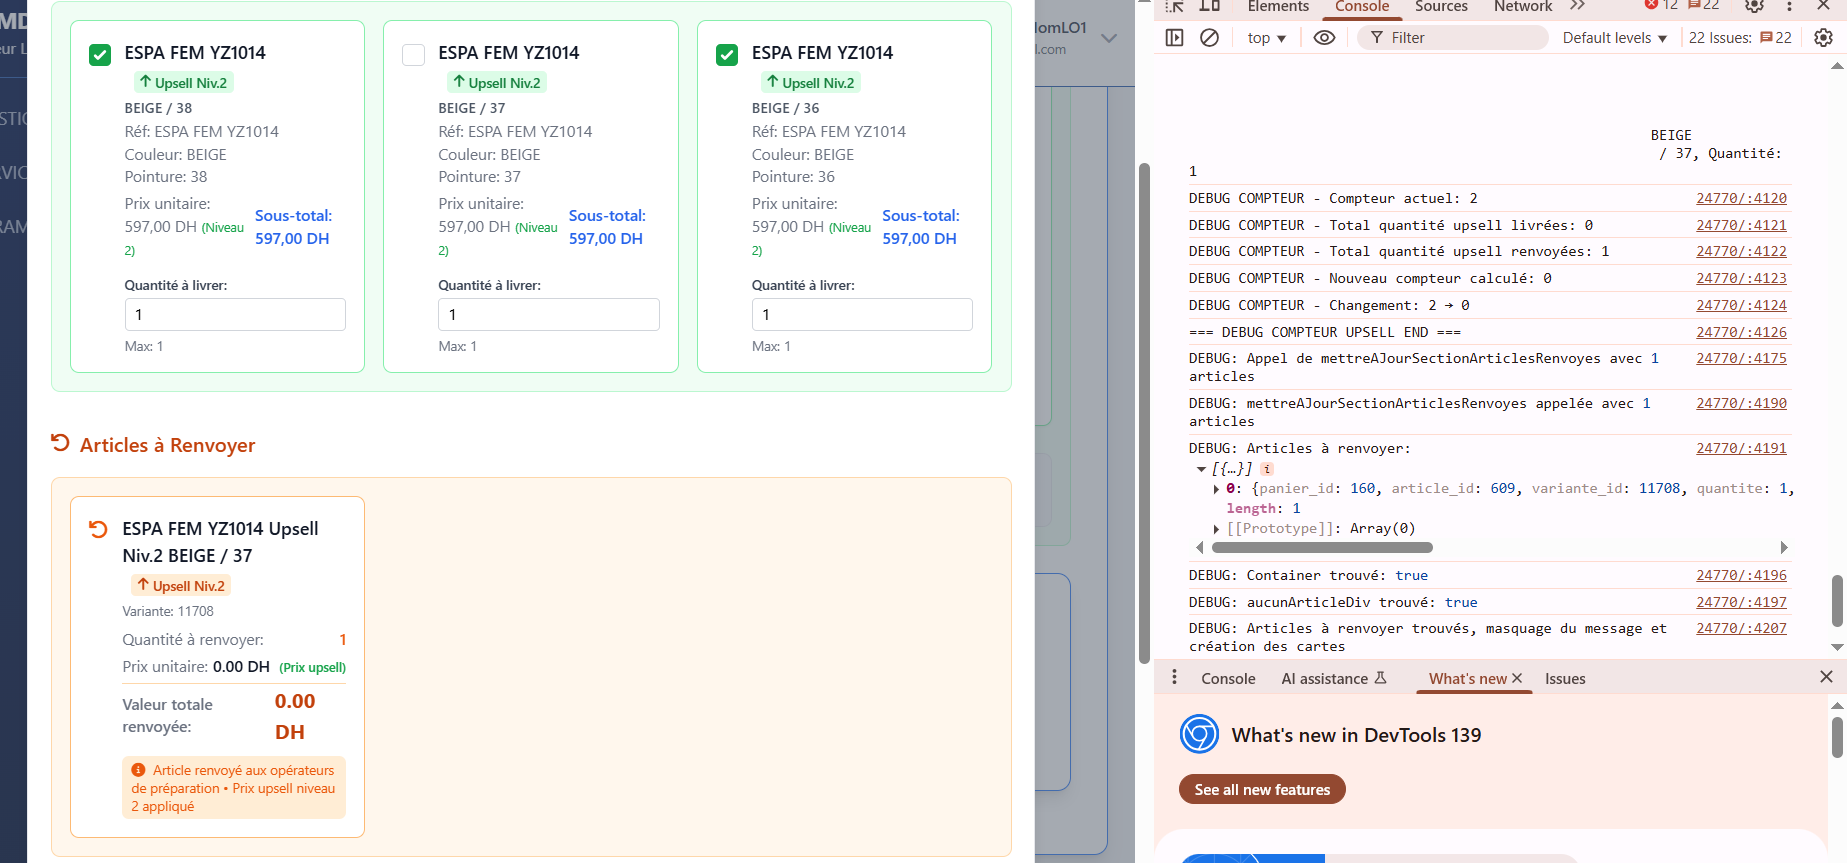 ESPA FEM YZ1014
Upsell Niv.2
BEIGE / 38
Réf: ESPA FEM YZ1014
Couleur: BEIGE
Pointure: 38
Prix unitaire:
597,00 DH (Niveau
2)
Sous-total:
597,00 DH
Quantité à livrer:
1
Max: 1
ESPA FEM YZ1014
Upsell Niv.2
BEIGE / 37
Réf: ESPA FEM YZ1014
Couleur: BEIGE
Pointure: 37
Prix unitaire:
597,00 DH (Niveau
2)
Sous-total:
597,00 DH
Quantité à livrer:
1
Max: 1
ESPA FEM YZ1014
Upsell Niv.2
BEIGE / 36
Réf: ESPA FEM YZ1014
Couleur: BEIGE
Pointure: 36
Prix unitaire:
597,00 DH (Niveau
2)
Sous-total:
597,00 DH
Quantité à livrer:
1
Max: 1
Articles à Renvoyer
ESPA FEM YZ1014 Upsell
Niv.2 BEIGE / 37
Upsell Niv.2
Variante: 11708
Quantité à renvoyer: 1
Prix unitaire: 0.00 DH (Prix upsell)
Valeur totale
renvoyée:
0.00
DH
Article renvoyé aux opérateurs
de préparation • Prix upsell niveau
2 appliqué
lomLO1
l.com
Elements Console Sources Network 12 22
top Filter Default levels 22 Issues: 22
BEIGE
/ 37, Quantité:
1
DEBUG COMPTEUR - Compteur actuel: 2 24770/:4120
DEBUG COMPTEUR - Total quantité upsell livrées: 0 24770/:4121
DEBUG COMPTEUR - Total quantité upsell renvoyées: 1 24770/:4122
DEBUG COMPTEUR - Nouveau compteur calculé: 0 24770/:4123
DEBUG COMPTEUR - Changement: 2 → 0 24770/:4124
=== DEBUG COMPTEUR UPSELL END === 24770/:4126
DEBUG: Appel de mettreAJourSectionArticlesRenvoyes avec 1 24770/:4175
articles
DEBUG: mettreAJourSectionArticlesRenvoyes appelée avec 1 24770/:4190
articles
DEBUG: Articles à renvoyer: 24770/:4191
[{…}] i
0: {panier_id: 160, article_id: 609, variante_id: 11708, quantite: 1,
length: 1
[[Prototype]]: Array(0)
DEBUG: Container trouvé: true 24770/:4196
DEBUG: aucunArticleDiv trouvé: true 24770/:4197
DEBUG: Articles à renvoyer trouvés, masquage du message et 24770/:4207
création des cartes
Console AI assistance What's new Issues
What's new in DevTools 139
See all new features